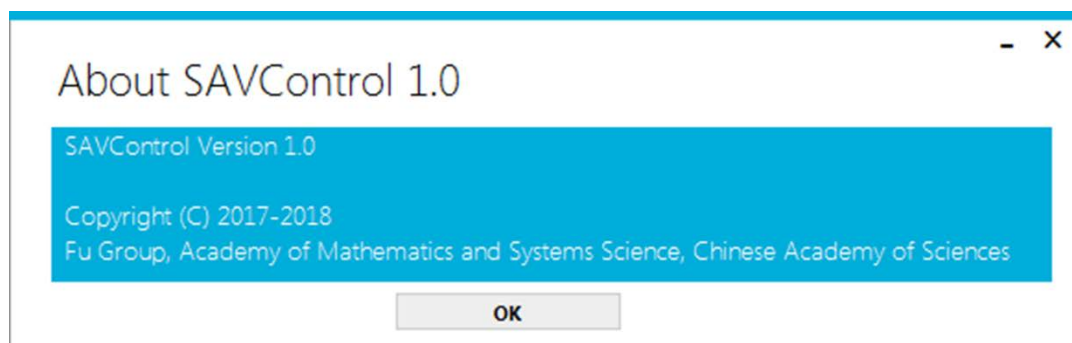 About SAVControl 1.0
SAVControl Version 1.0
Copyright (C) 2017-2018
Fu Group, Academy of Mathematics and Systems Science, Chinese Academy of Sciences
OK